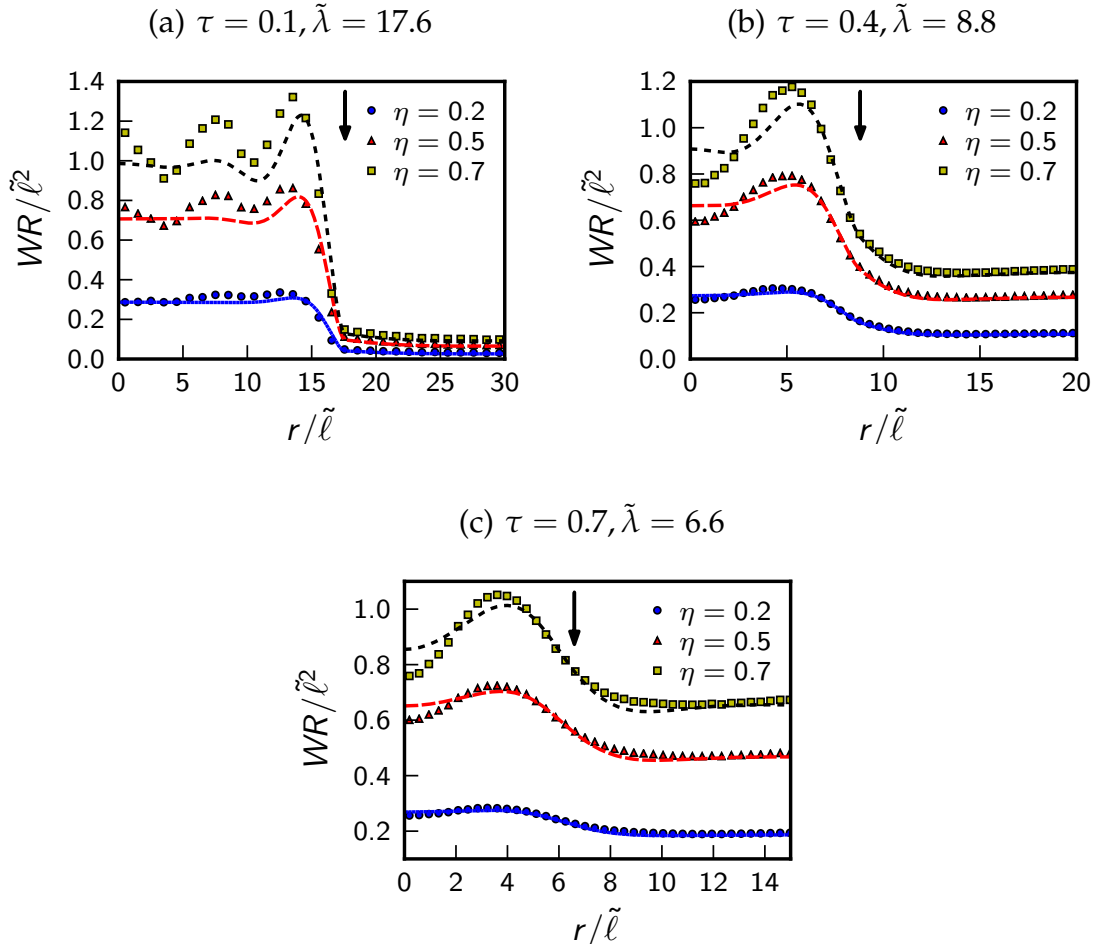 (a) τ = 0.1, λ̃ = 17.6
WR/ℓ̃²
1.4
1.2
1.0
0.8
0.6
0.4
0.2
0.0
η = 0.2
η = 0.5
η = 0.7
0 5 10 15 20 25 30
r/ℓ̃
(b) τ = 0.4, λ̃ = 8.8
WR/ℓ̃²
1.2
1.0
0.8
0.6
0.4
0.2
0.0
η = 0.2
η = 0.5
η = 0.7
0 5 10 15 20
r/ℓ̃
(c) τ = 0.7, λ̃ = 6.6
WR/ℓ̃²
1.0
0.8
0.6
0.4
0.2
η = 0.2
η = 0.5
η = 0.7
0 2 4 6 8 10 12 14
r/ℓ̃